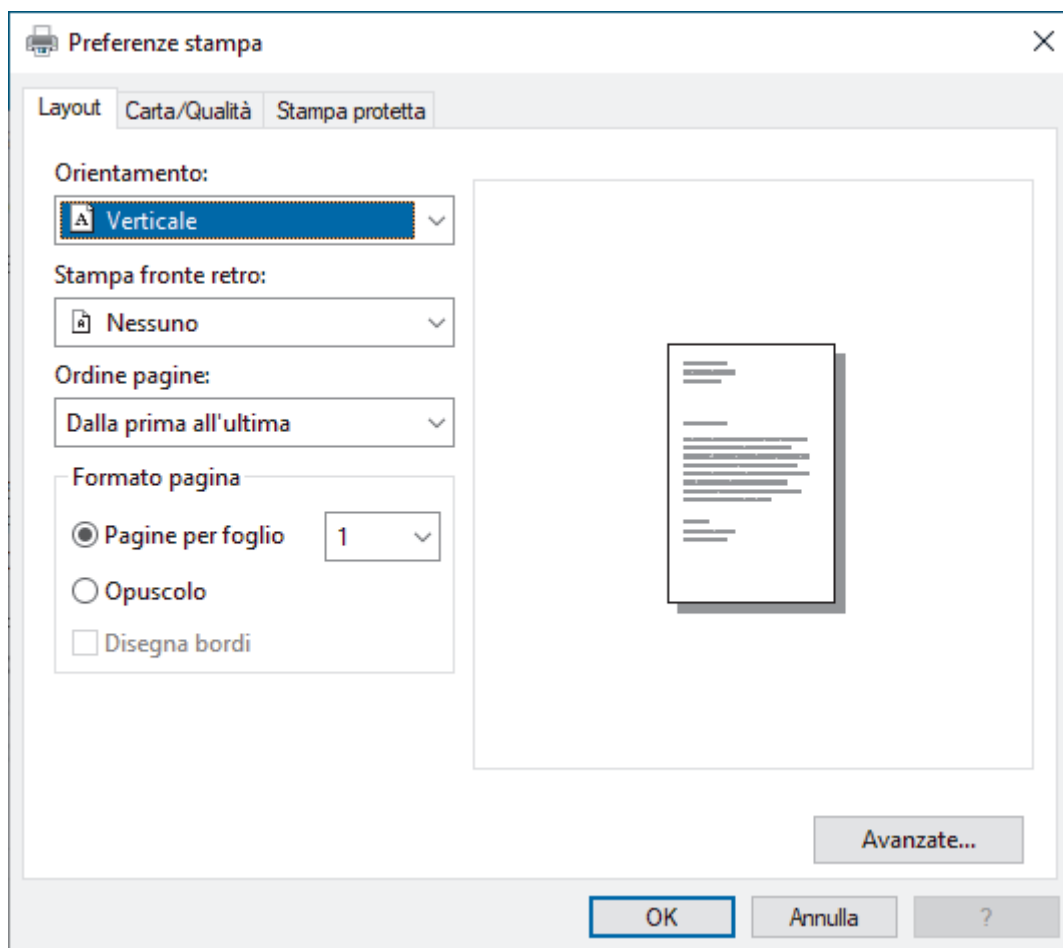 Preferenze stampa
Layout Carta/Qualità Stampa protetta
Orientamento:
Verticale
Stampa fronte retro:
Nessuno
Ordine pagine:
Dalla prima all'ultima
Formato pagina
Pagine per foglio 1
Opuscolo
Disegna bordi
Avanzate...
OK Annulla ?